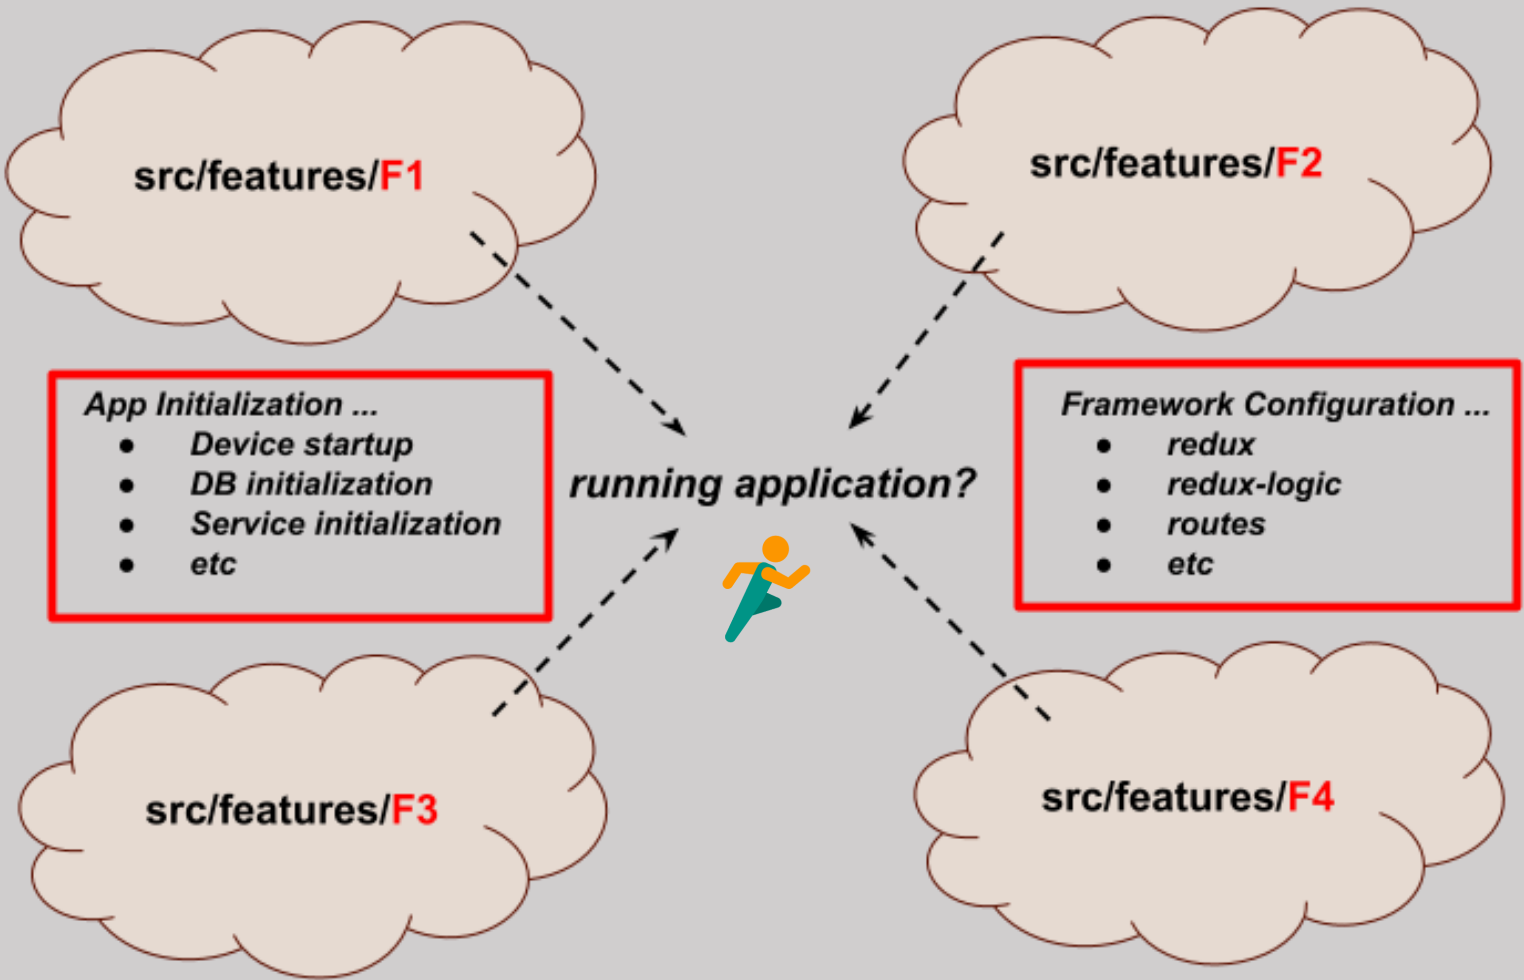 src/features/F1
src/features/F2
App Initialization ...
● Device startup
● DB initialization
● Service initialization
● etc
running application?
Framework Configuration ...
● redux
● redux-logic
● routes
● etc
src/features/F3
src/features/F4